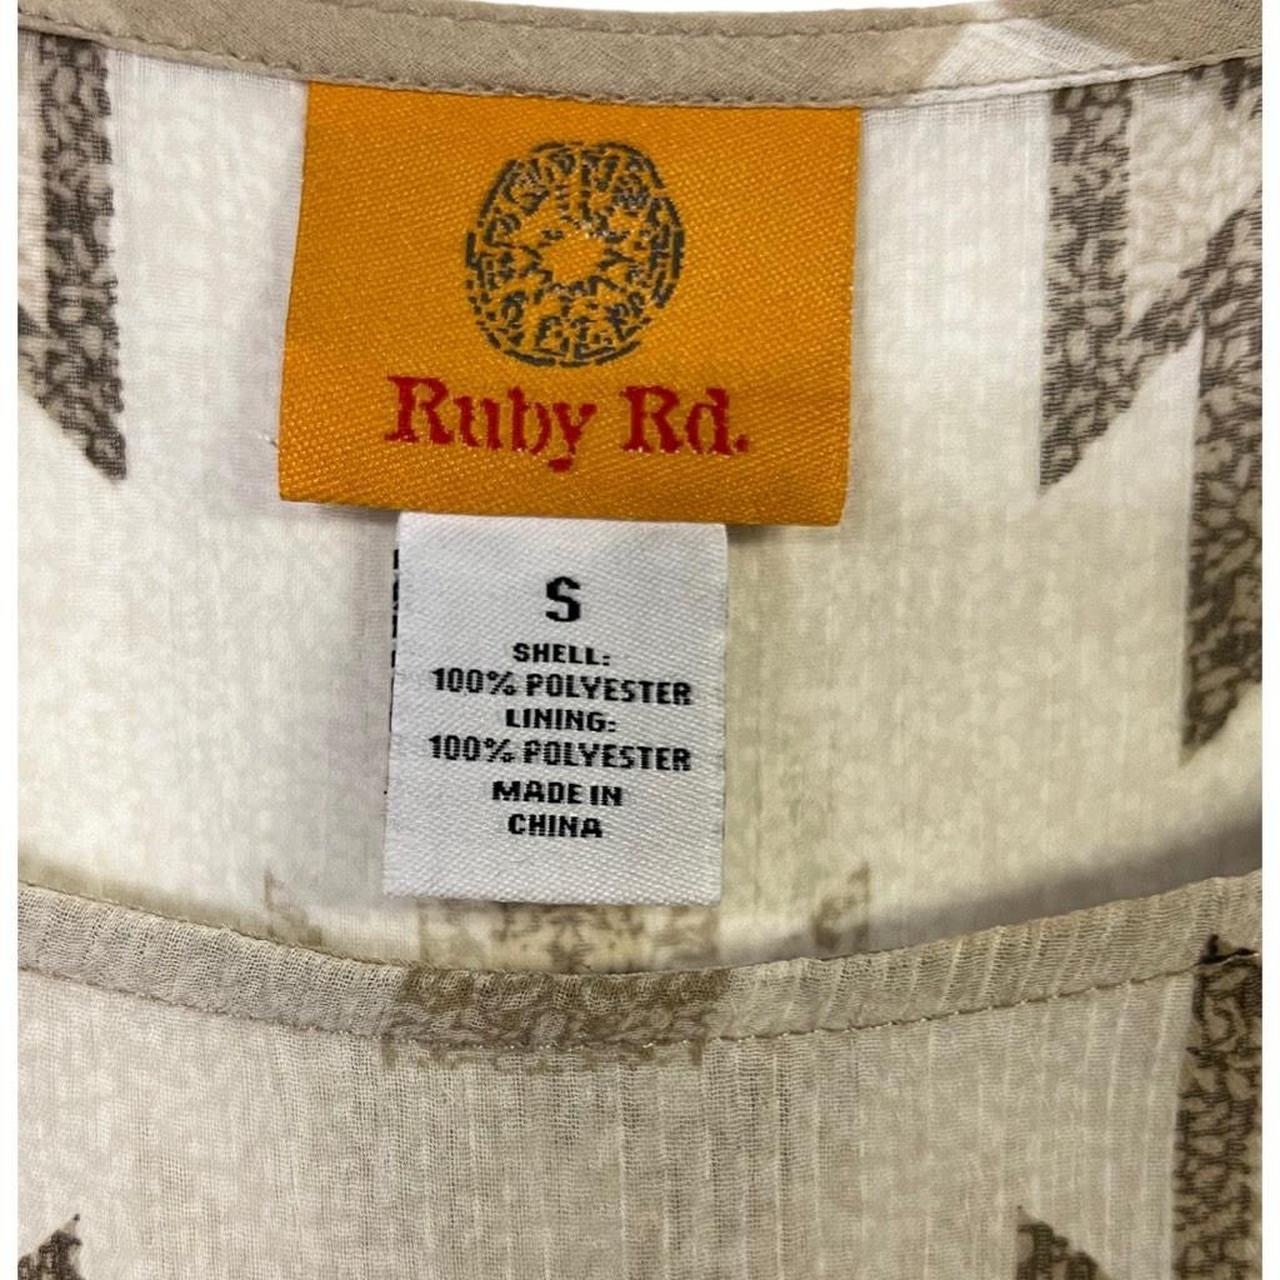 Ruby Rd.
S
SHELL:
100% POLYESTER
LINING:
100% POLYESTER
MADE IN
CHINA